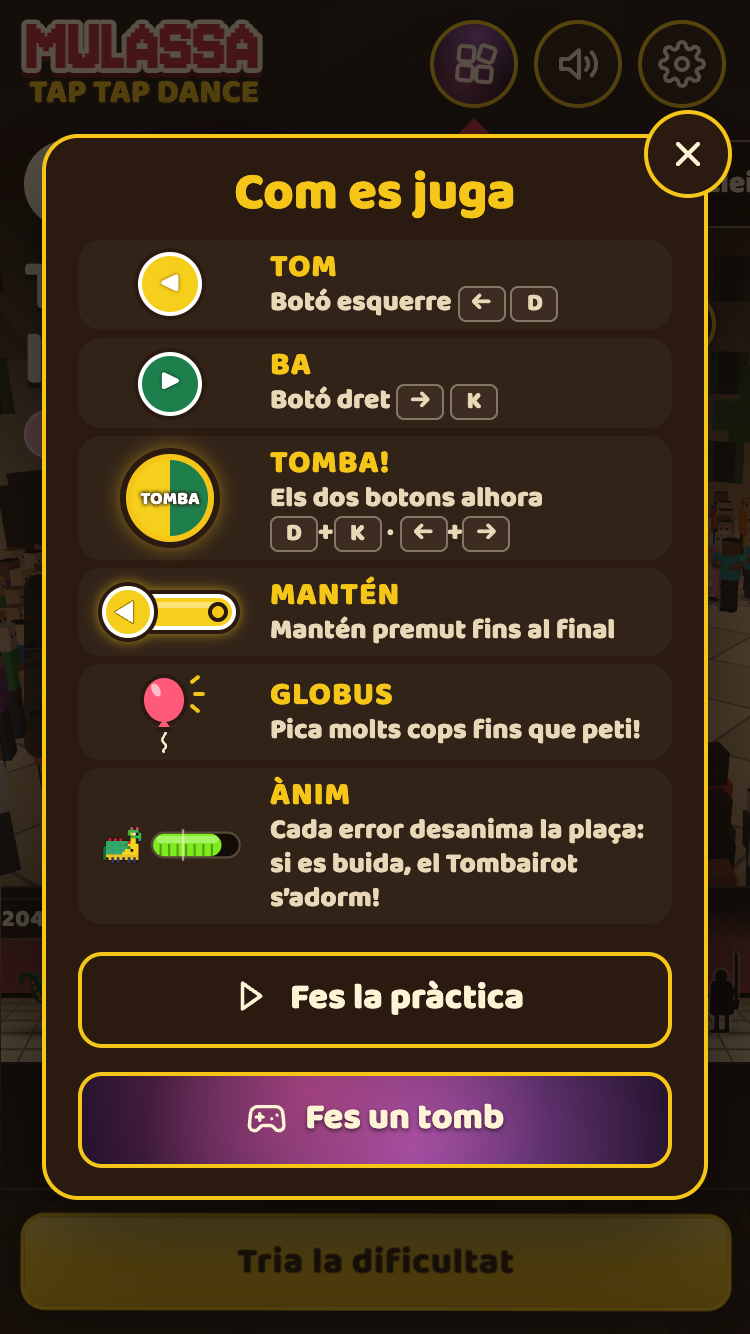 MULASSA
TAP TAP DANCE
Com es juga
TOM
Botó esquerre ← D
BA
Botó dret → K
TOMBA
TOMBA!
Els dos botons alhora
D + K · ← + →
MANTÉN
Mantén premut fins al final
GLOBUS
Pica molts cops fins que peti!
ÀNIM
Cada error desanima la plaça:
si es buida, el Tombairot
s'adorm!
204
Fes la pràctica
Fes un tomb
Tria la dificultat